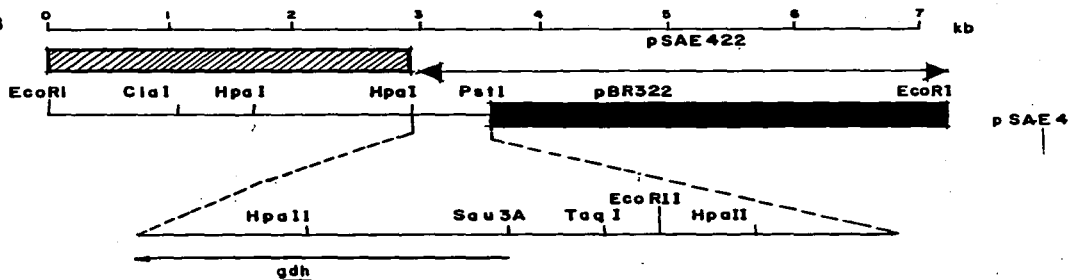 B 0 1 2 3 4 5 6 7 kb
pSAE422
EcoRI ClaI HpaI HpaI PstI pBR322 EcoRI
pSAE4
EcoRII
HpaII Sau3A TaqI HpaII
gdh